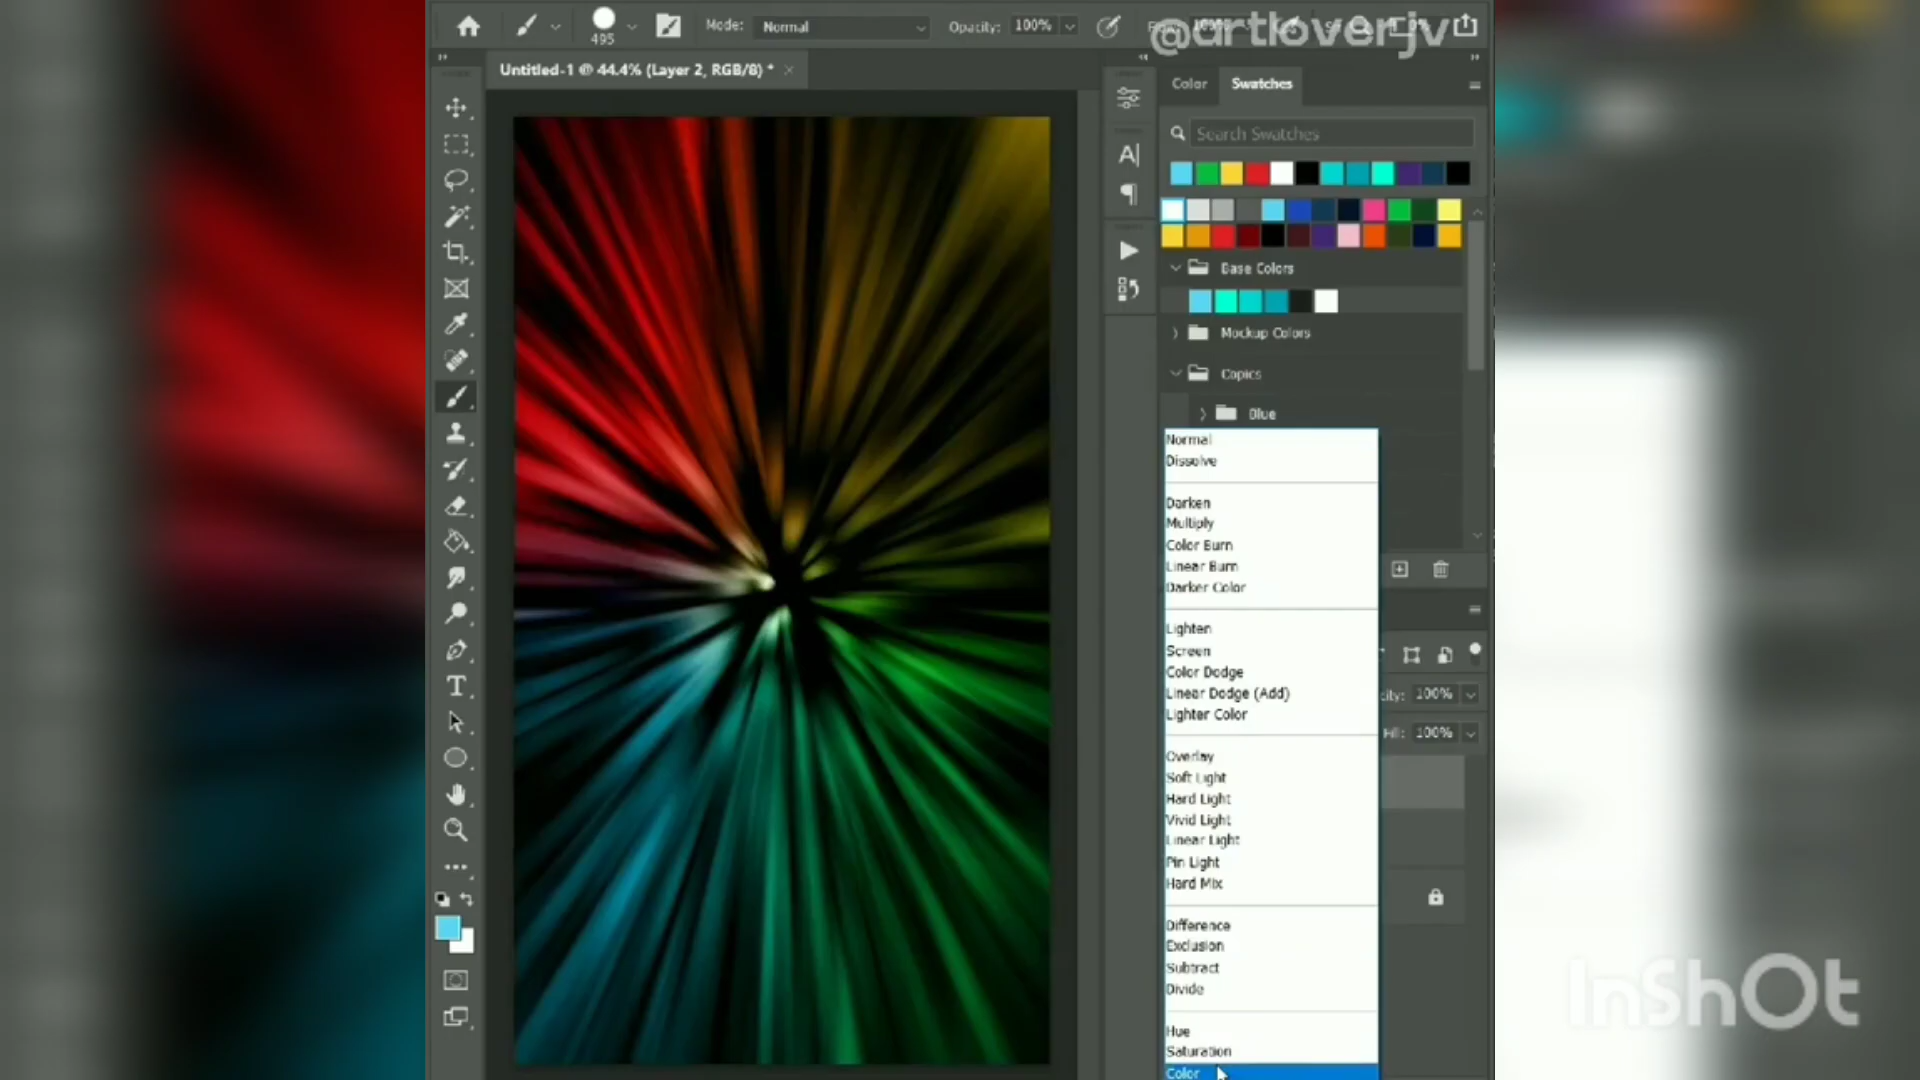 @artloverjv
495
Mode: Normal
Opacity: 100%
Untitled-1 @ 44.4% (Layer 2, RGB/8) *
Color
Swatches
Search Swatches
Base Colors
Mockup Colors
Copics
Blue
Normal
Dissolve
Darken
Multiply
Color Burn
Linear Burn
Darker Color
Lighten
Screen
Color Dodge
Linear Dodge (Add)
Lighter Color
city: 100%
Fill: 100%
Overlay
Soft Light
Hard Light
Vivid Light
Linear Light
Pin Light
Hard Mix
Difference
Exclusion
Subtract
Divide
Hue
Saturation
Color
InShOt